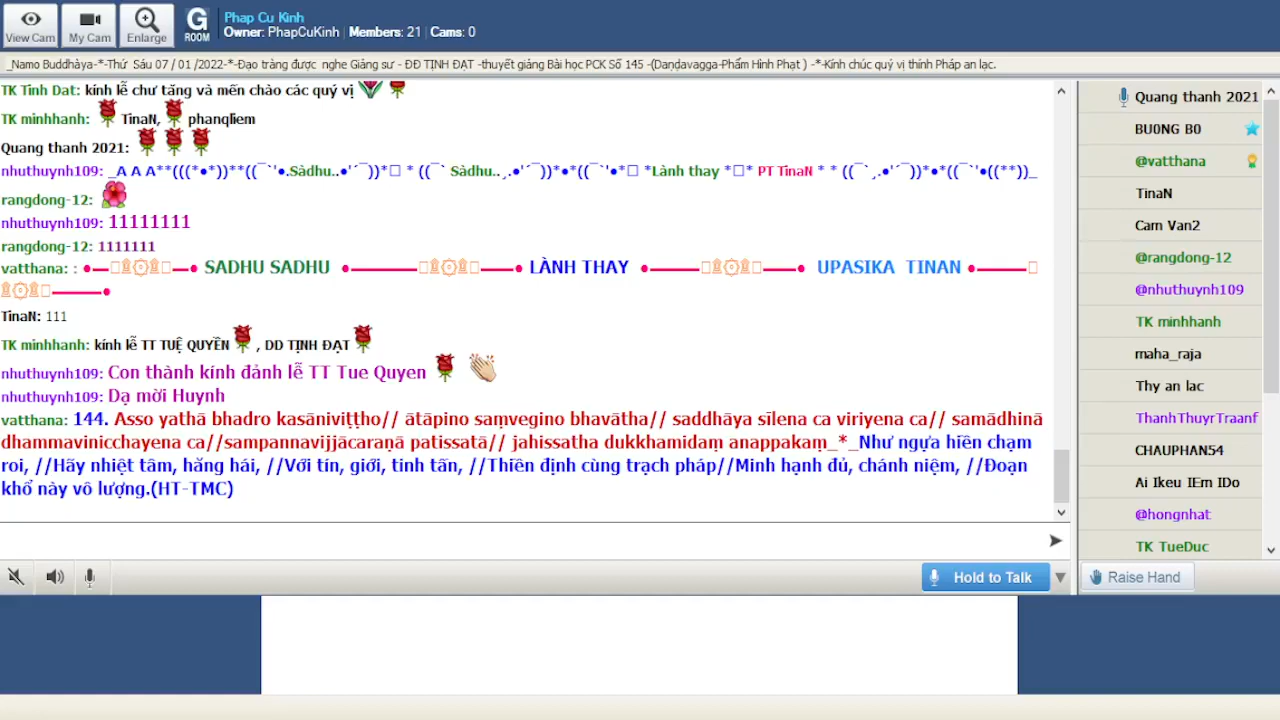 View Cam
My Cam
Enlarge
G
ROOM
Phap Cu Kinh
Owner: PhapCuKinh | Members: 21 | Cams: 0
_Namo Buddhàya-*-Thứ Sáu 07 / 01 /2022-*-Đạo tràng được nghe Giảng sư - ĐĐ TỊNH ĐẠT -thuyết giảng Bài học PCK Số 145 -(Daṇḍavagga-Phẩm Hình Phạt ) -*-Kính chúc quý vị thính Pháp an lạc.
TK Tinh Dat: kính lễ chư tăng và mến chào các quý vị
TK minhhanh: TinaN, phanqliem
Quang thanh 2021:
nhuthuynh109: _A A A**(((*•*))**((¯`'•.Sàdhu..•'´¯))*•□ * ((¯` Sàdhu..¸.•'´¯))*•*((¯`'•*□ *Lành thay *□* PT TinaN * * ((¯`¸.•'´¯))*•*((¯`'•((**))_
rangdong-12:
nhuthuynh109: 11111111
rangdong-12: 1111111
vatthana: : SADHU SADHU LÀNH THAY UPASIKA TINAN
TinaN: 111
TK minhhanh: kính lễ TT TUỆ QUYỀN , DD TỊNH ĐẠT
nhuthuynh109: Con thành kính đảnh lễ TT Tue Quyen
nhuthuynh109: Dạ mời Huynh
vatthana: 144. Asso yathā bhadro kasāniviṭṭho// ātāpino saṃvegino bhavātha// saddhāya sīlena ca viriyena ca// samādhinā
dhammavinicchayena ca//sampannavijjācaraṇā patissatā// jahissatha dukkhamidaṃ anappakaṃ_*_Như ngựa hiền chạm
roi, //Hãy nhiệt tâm, hăng hái, //Với tín, giới, tinh tấn, //Thiền định cùng trạch pháp//Minh hạnh đủ, chánh niệm, //Đoạn
khổ này vô lượng.(HT-TMC)
Hold to Talk
Quang thanh 2021
BU0NG B0
@vatthana
TinaN
Cam Van2
@rangdong-12
@nhuthuynh109
TK minhhanh
maha_raja
Thy an lac
ThanhThuyrTraanf
CHAUPHAN54
Ai Ikeu IEm IDo
@hongnhat
TK TueDuc
Raise Hand